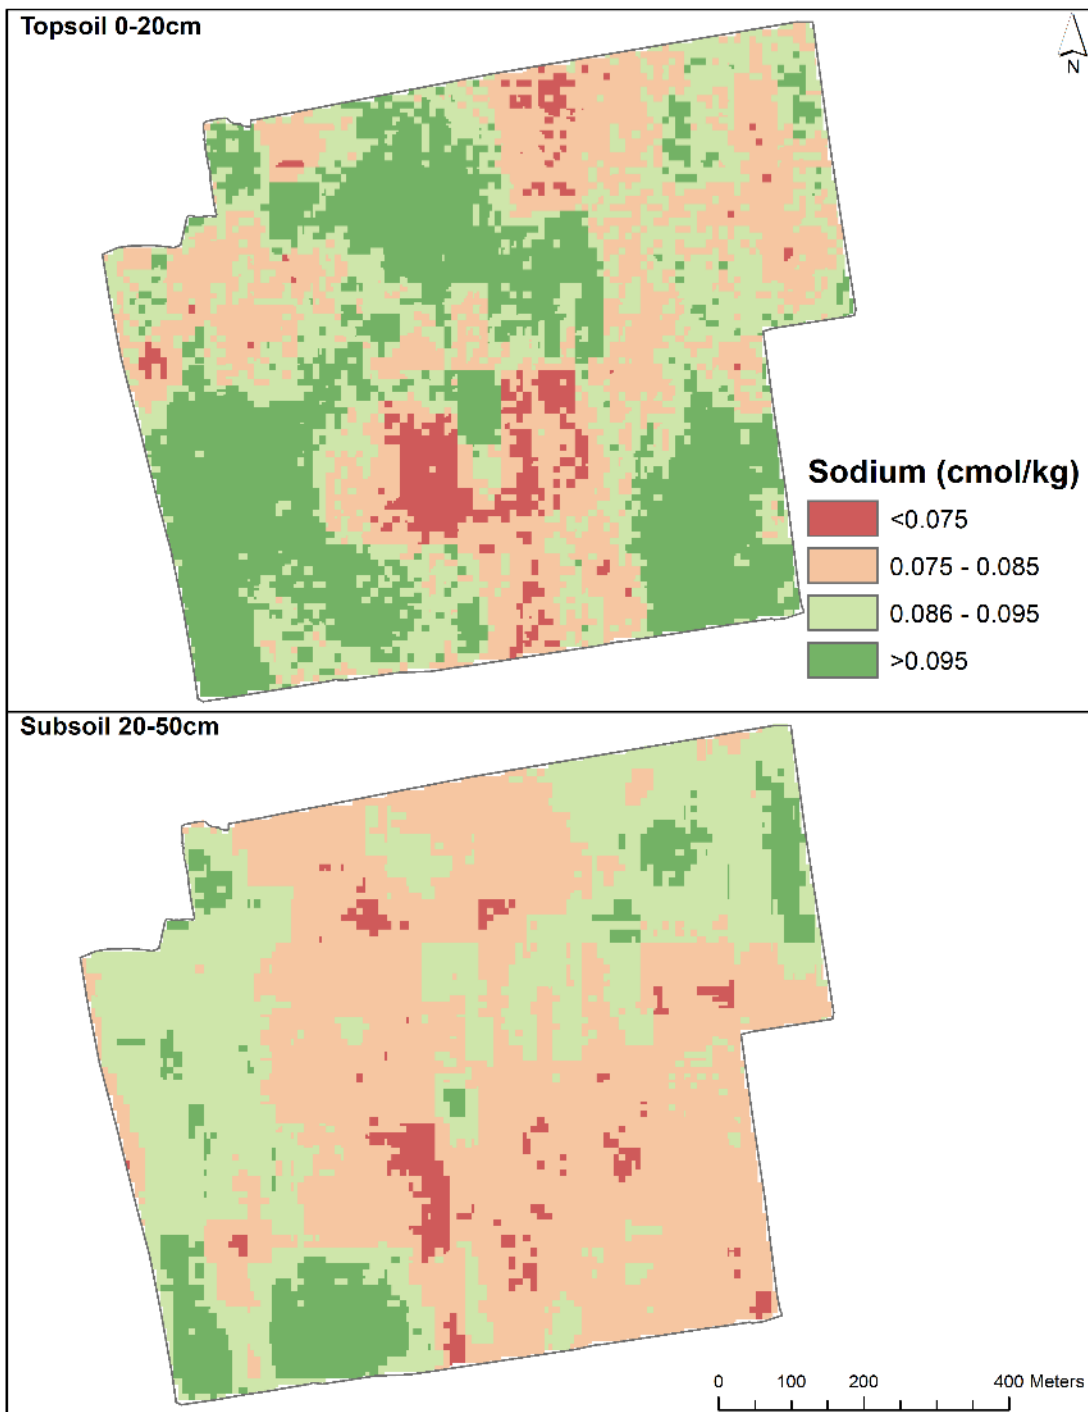 Topsoil 0-20cm
N
Sodium (cmol/kg)
<0.075
0.075 - 0.085
0.086 - 0.095
>0.095
Subsoil 20-50cm
0 100 200 400 Meters